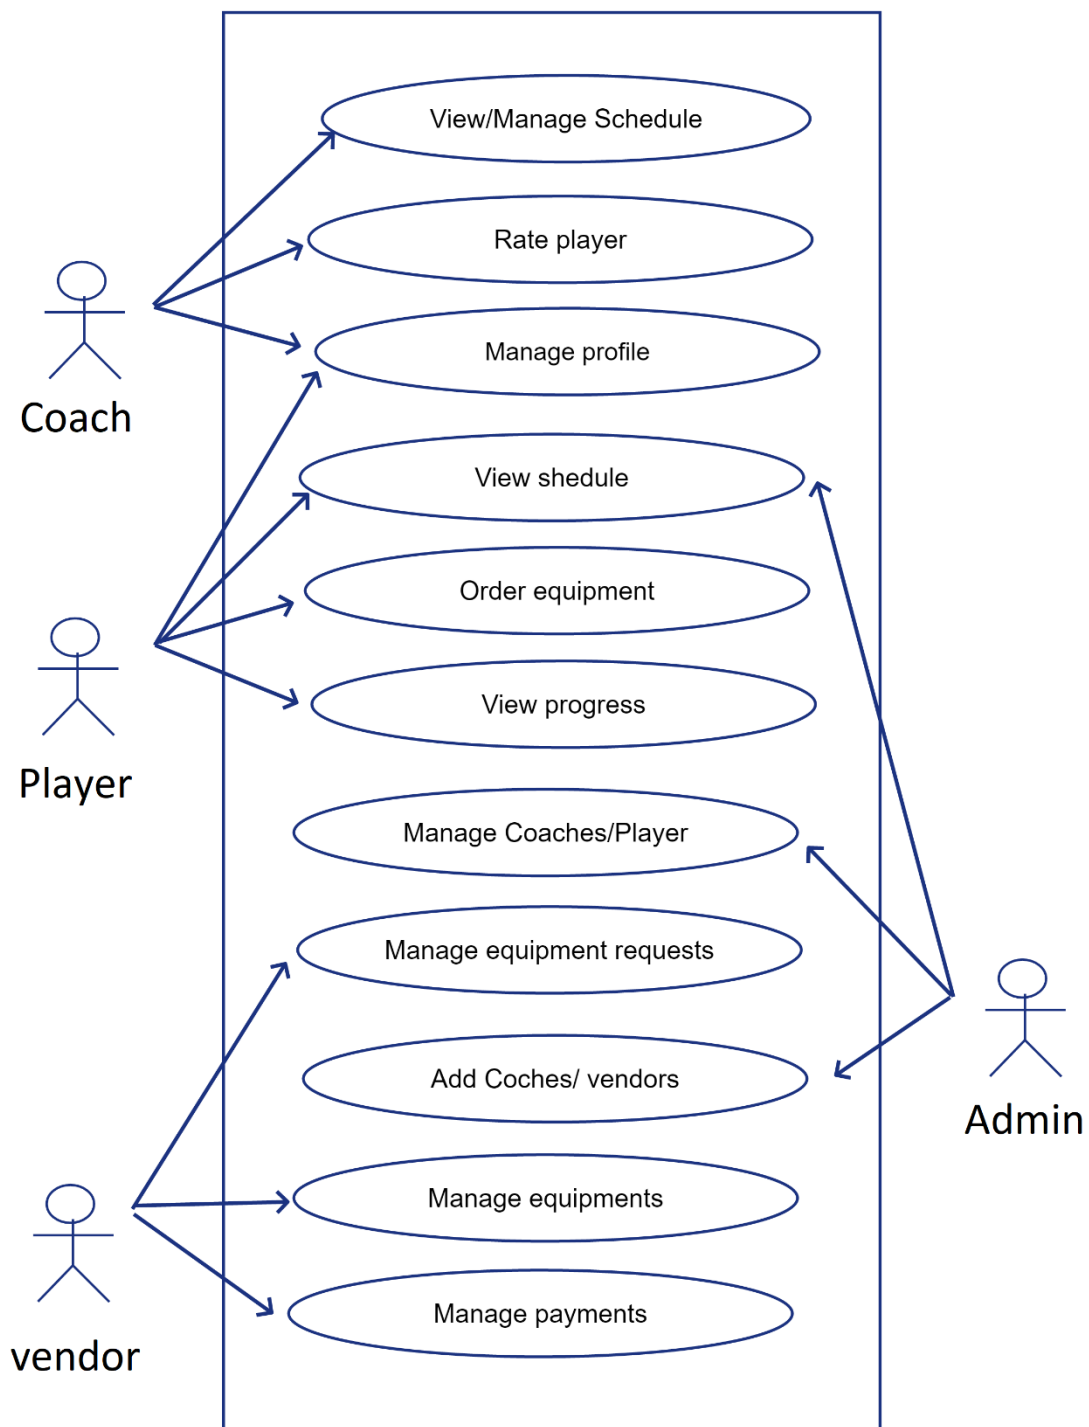 View/Manage Schedule
Rate player
Manage profile
Coach
View shedule
Order equipment
View progress
Player
Manage Coaches/Player
Manage equipment requests
Add Coches/ vendors
Admin
Manage equipments
Manage payments
vendor